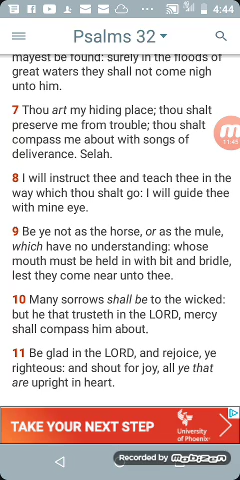 4:44
Psalms 32
mayest be found: surely in the floods of
great waters they shall not come nigh
unto him.
7 Thou art my hiding place; thou shalt
preserve me from trouble; thou shalt
compass me about with songs of
deliverance. Selah.
11:45
8 I will instruct thee and teach thee in the
way which thou shalt go: I will guide thee
with mine eye.
9 Be ye not as the horse, or as the mule,
which have no understanding: whose
mouth must be held in with bit and bridle,
lest they come near unto thee.
10 Many sorrows shall be to the wicked:
but he that trusteth in the LORD, mercy
shall compass him about.
11 Be glad in the LORD, and rejoice, ye
righteous: and shout for joy, all ye that
are upright in heart.
TAKE YOUR NEXT STEP
University
of Phoenix
Recorded by mobizen